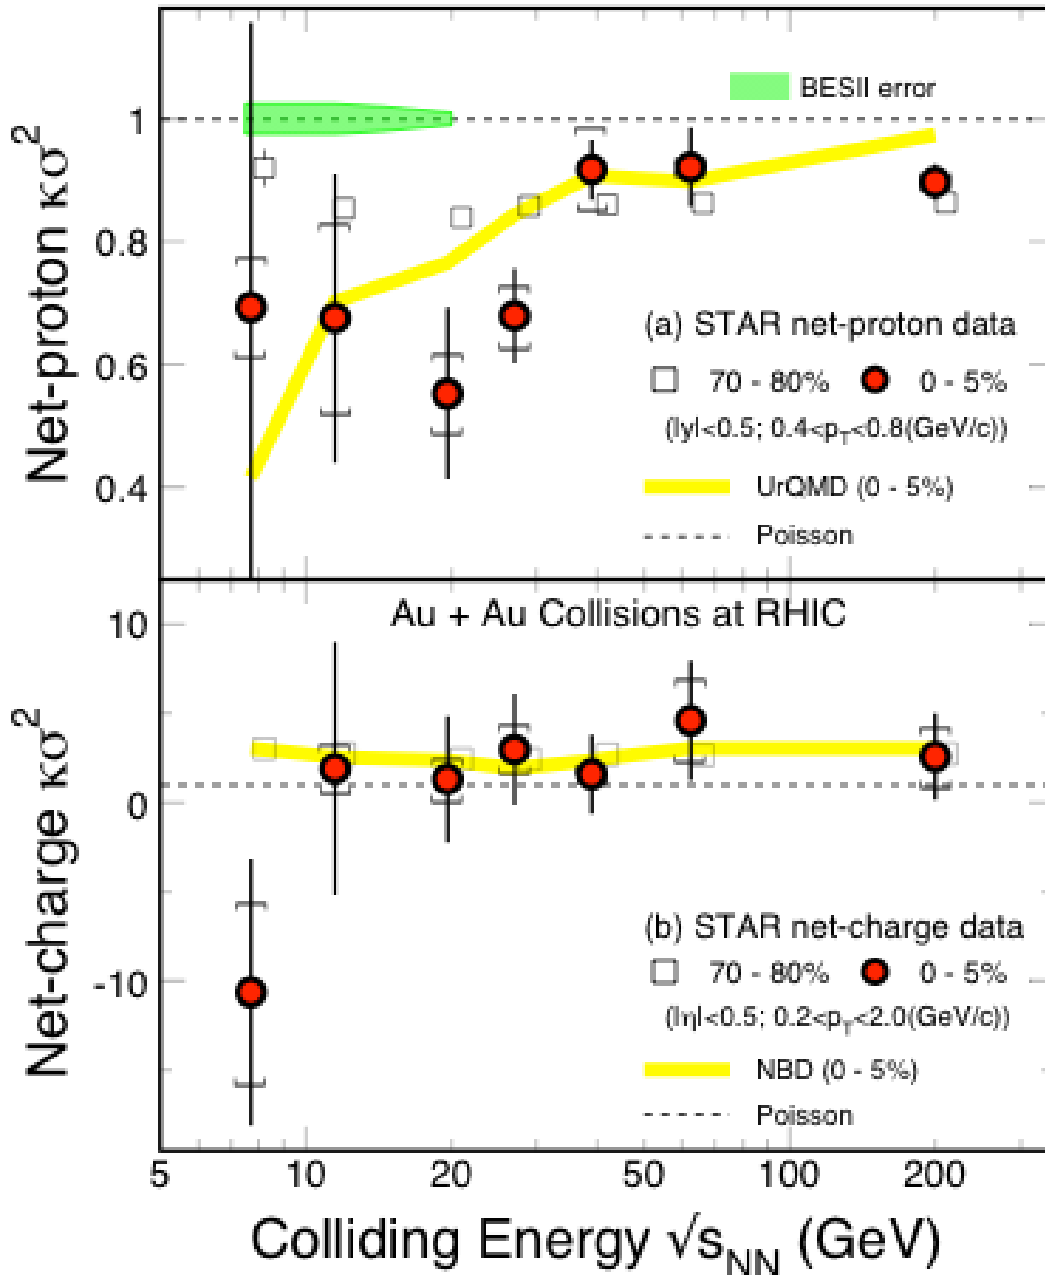 Net-proton κσ²
1
0.8
0.6
0.4
BESII error
(a) STAR net-proton data
70 - 80% 0 - 5%
(|y|<0.5; 0.4<p_T<0.8(GeV/c))
UrQMD (0 - 5%)
Poisson
Net-charge κσ²
10
0
-10
Au + Au Collisions at RHIC
(b) STAR net-charge data
70 - 80% 0 - 5%
(|η|<0.5; 0.2<p_T<2.0(GeV/c))
NBD (0 - 5%)
Poisson
5 10 20 50 100 200
Colliding Energy √s_NN (GeV)